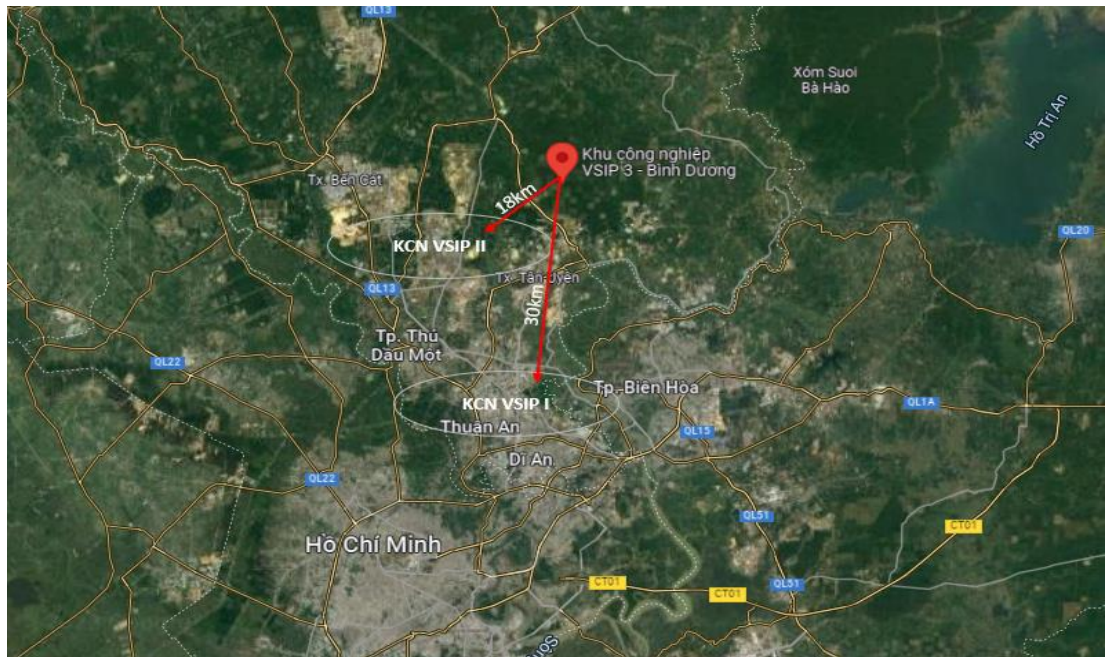 QL13
Xóm Suoi
Bà Hào
Hồ Trị An
Khu công nghiệp
VSIP 3 - Bình Dương
Tx. Bến Cát
18km
KCN VSIP II
QL20
Tx. Tân Uyên
QL13
30km
Tp. Thủ
Dầu Một
QL22
Tp. Biên Hòa
KCN VSIP I
QL1A
Thuận An
QL15
Dĩ An
QL22
QL51
CT01
Hồ Chí Minh
CT01
QL51
CT01
CT01